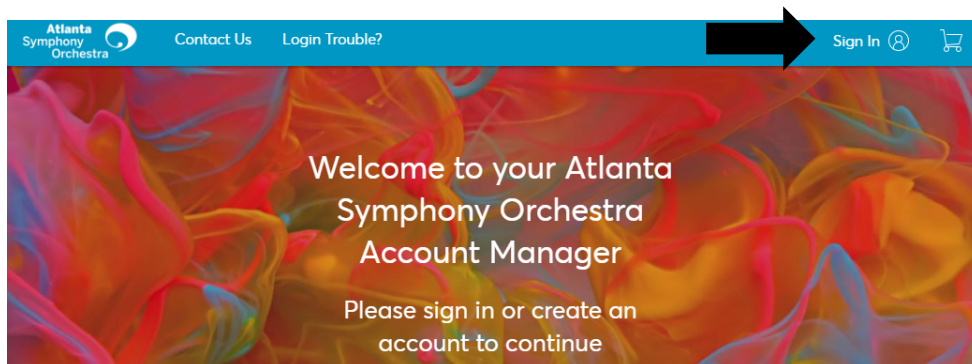 Atlanta
Symphony
Orchestra
Contact Us
Login Trouble?
Sign In
Welcome to your Atlanta
Symphony Orchestra
Account Manager
Please sign in or create an
account to continue